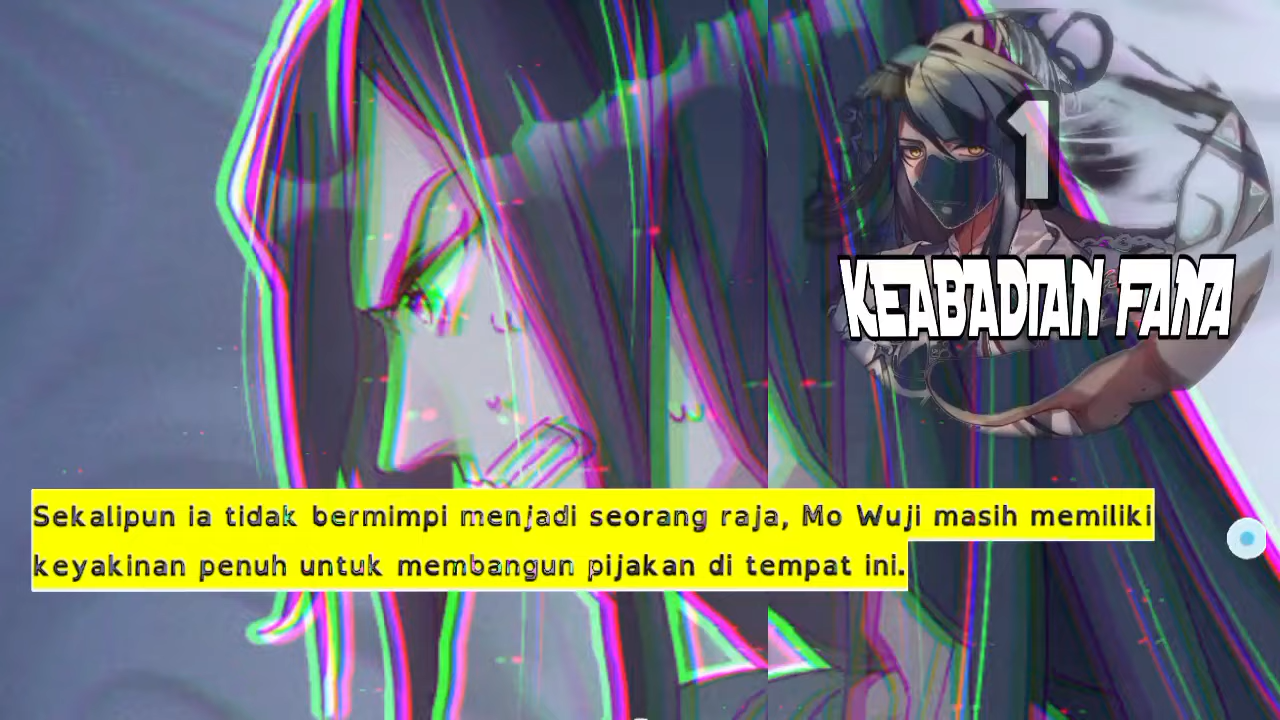 1
KEABADIAN FANA
Sekalipun ia tidak bermimpi menjadi seorang raja, Mo Wuji masih memiliki
keyakinan penuh untuk membangun pijakan di tempat ini.